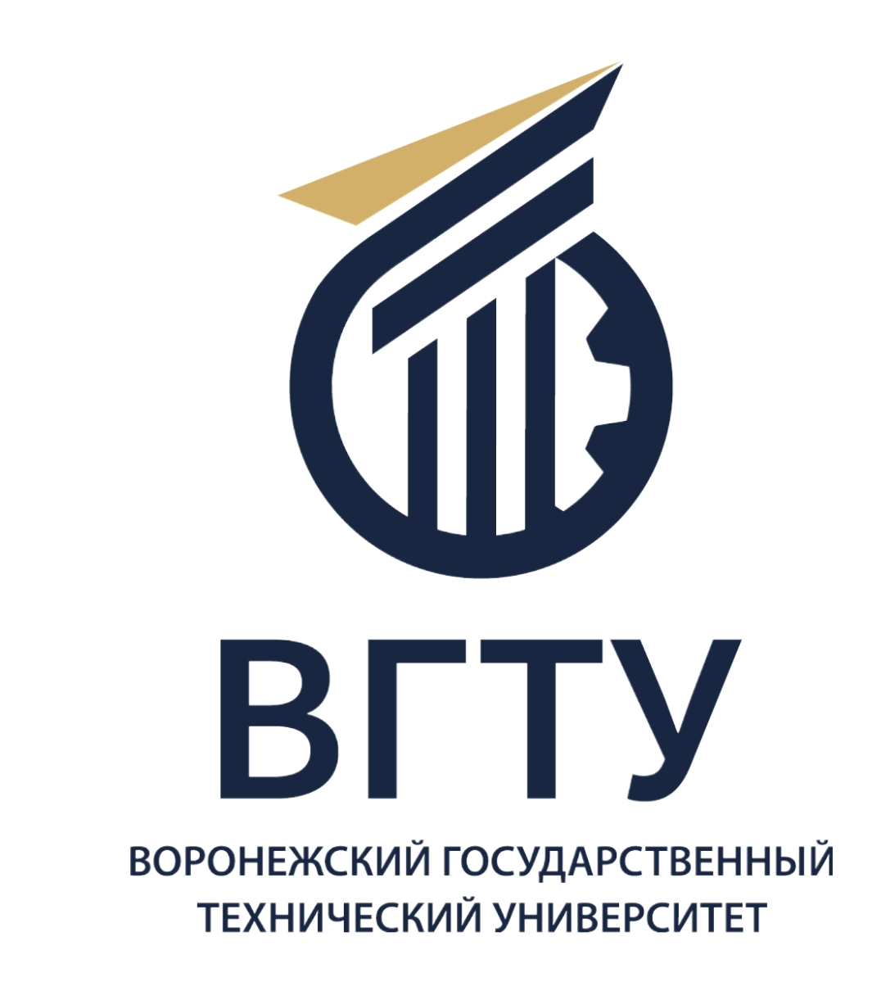 ВГТУ
ВОРОНЕЖСКИЙ ГОСУДАРСТВЕННЫЙ
ТЕХНИЧЕСКИЙ УНИВЕРСИТЕТ